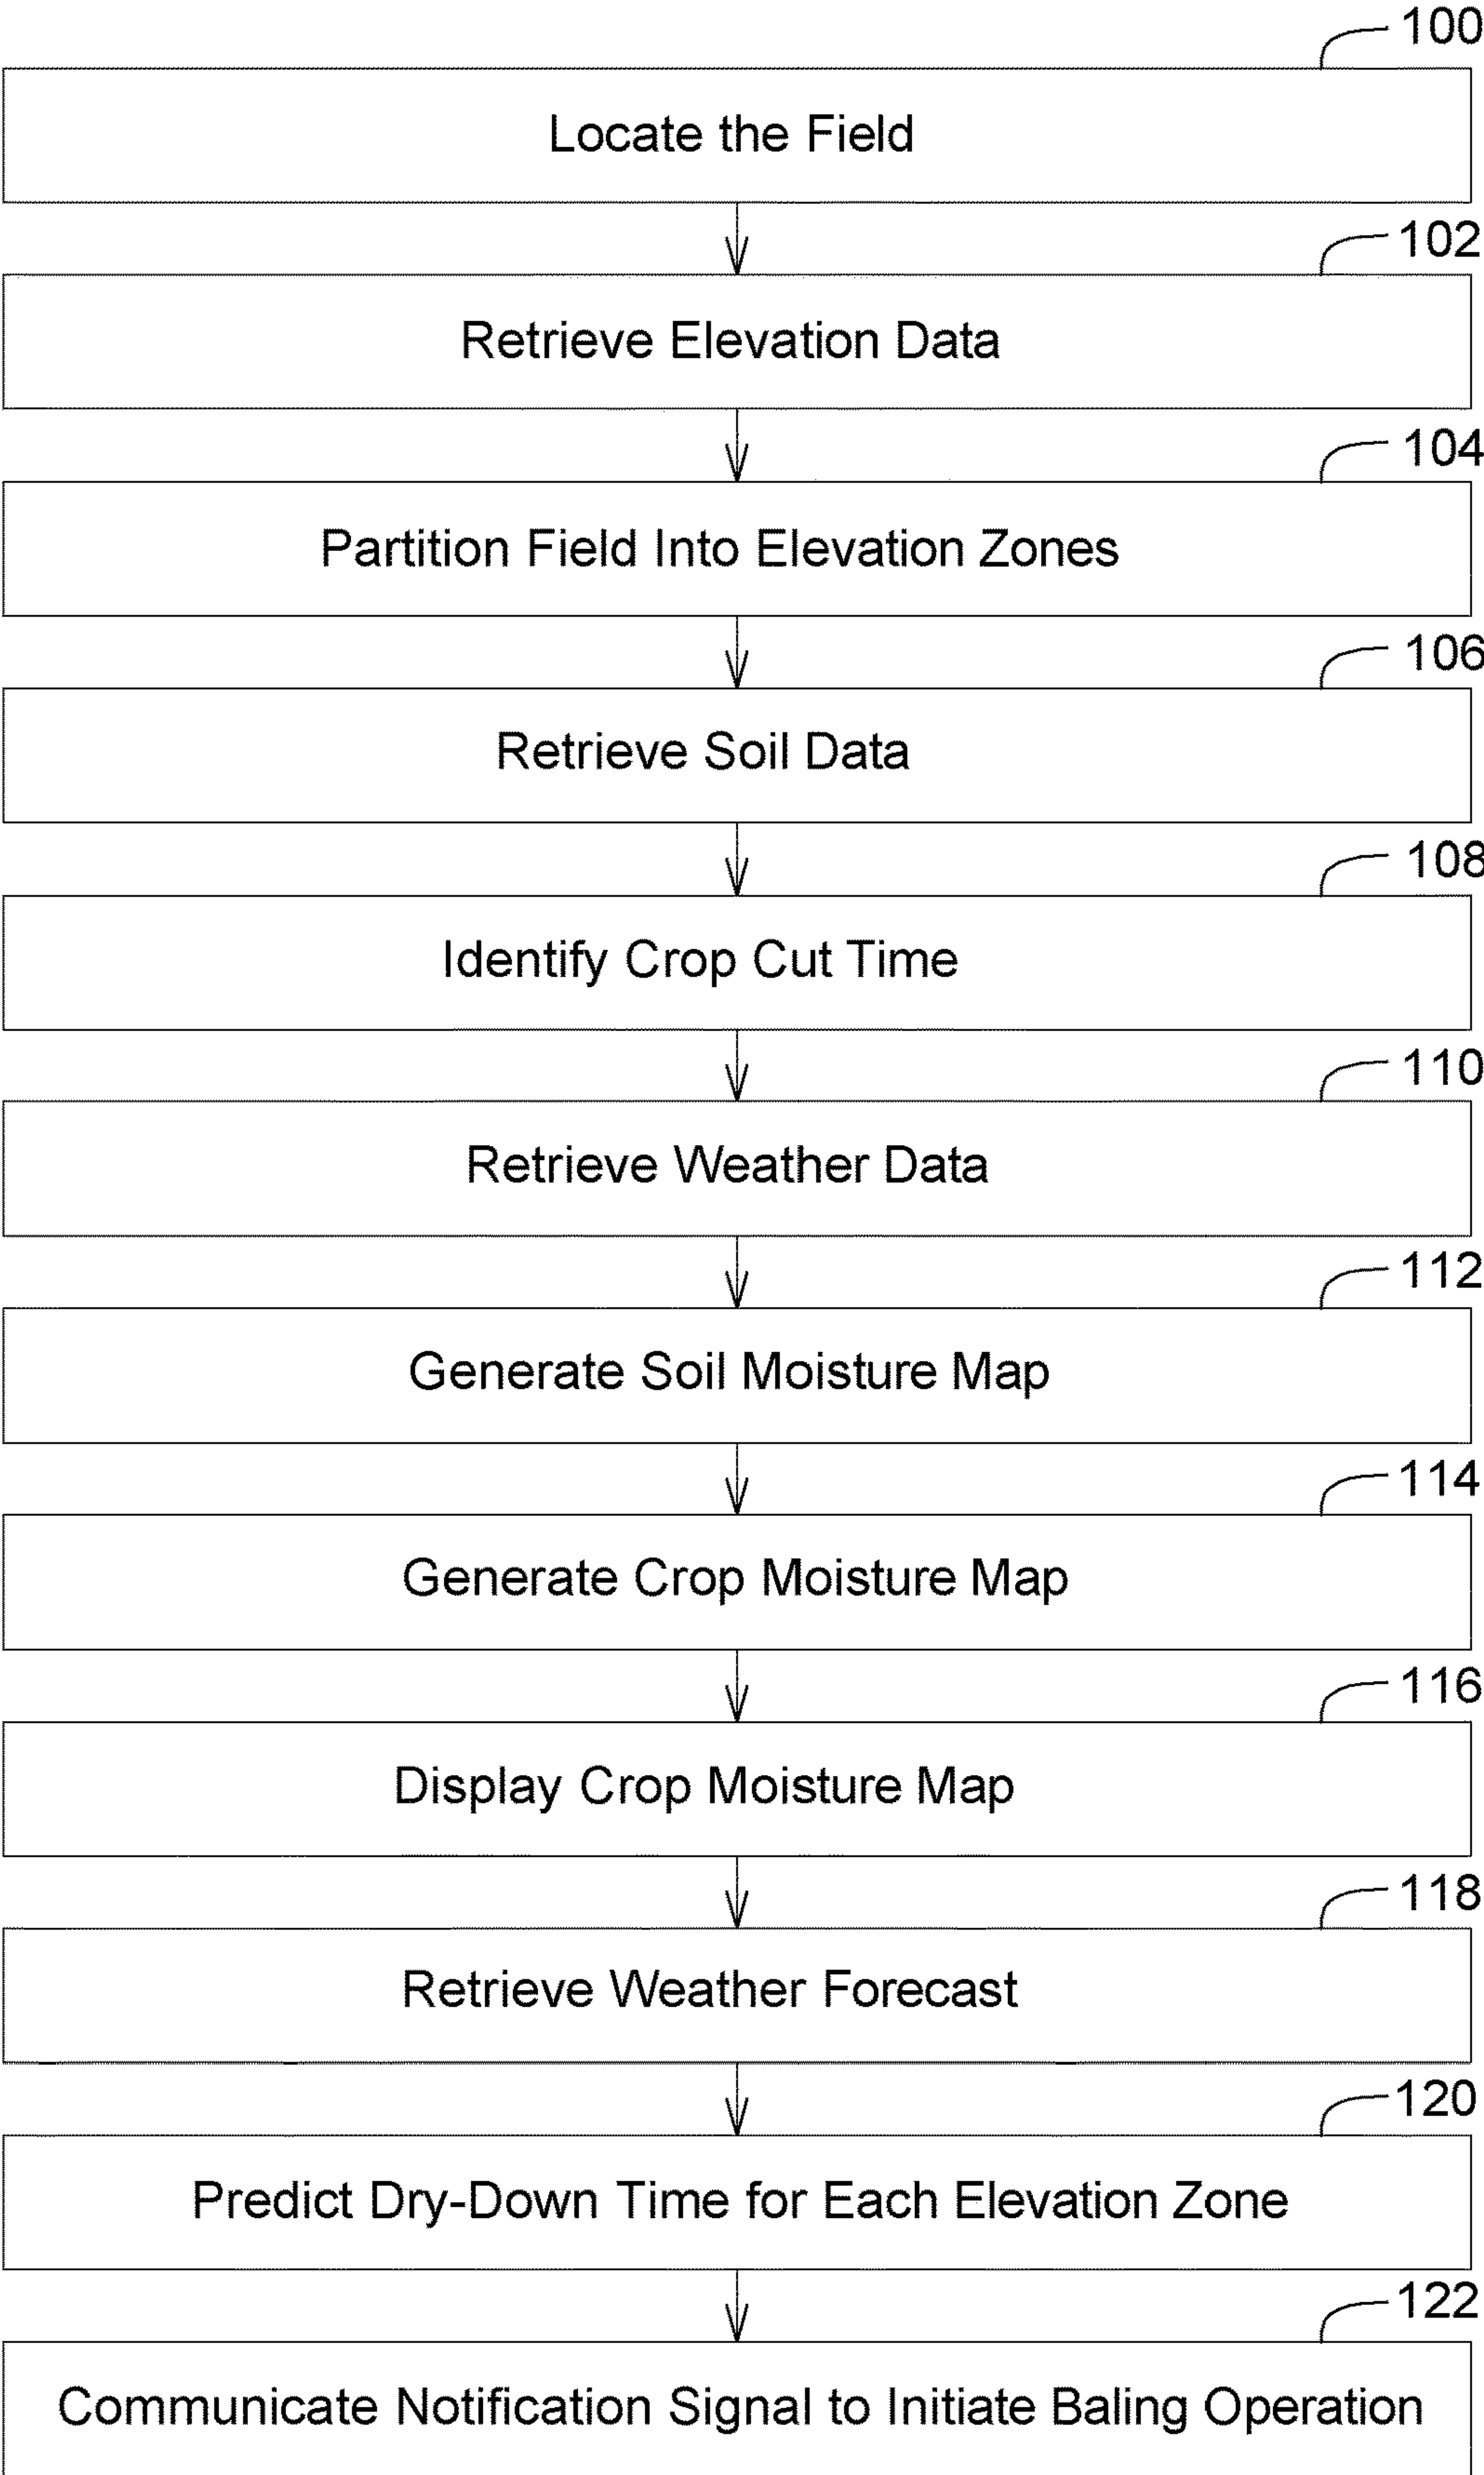 100
Locate the Field
102
Retrieve Elevation Data
104
Partition Field Into Elevation Zones
106
Retrieve Soil Data
108
Identify Crop Cut Time
110
Retrieve Weather Data
112
Generate Soil Moisture Map
114
Generate Crop Moisture Map
116
Display Crop Moisture Map
118
Retrieve Weather Forecast
120
Predict Dry-Down Time for Each Elevation Zone
122
Communicate Notification Signal to Initiate Baling Operation